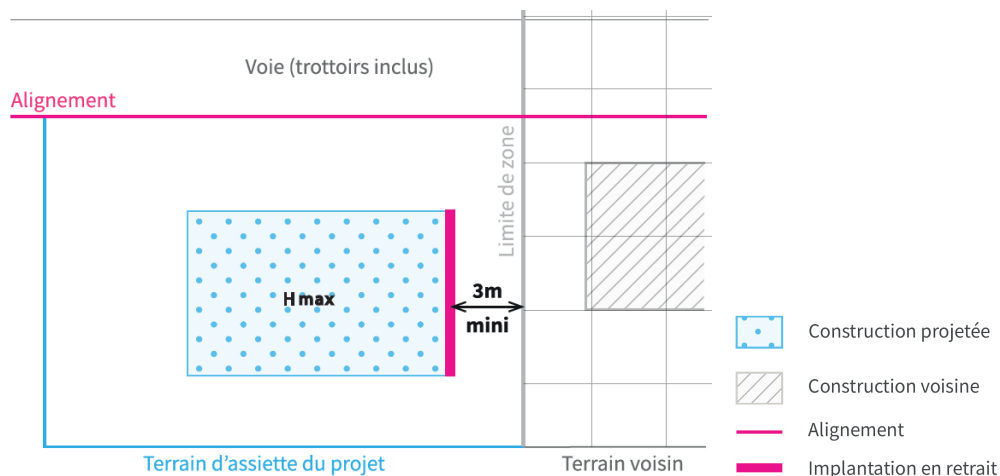 Voie (trottoirs inclus)
Alignement
Limite de zone
H max
3m
mini
Terrain d'assiette du projet
Terrain voisin
Construction projetée
Construction voisine
Alignement
Implantation en retrait